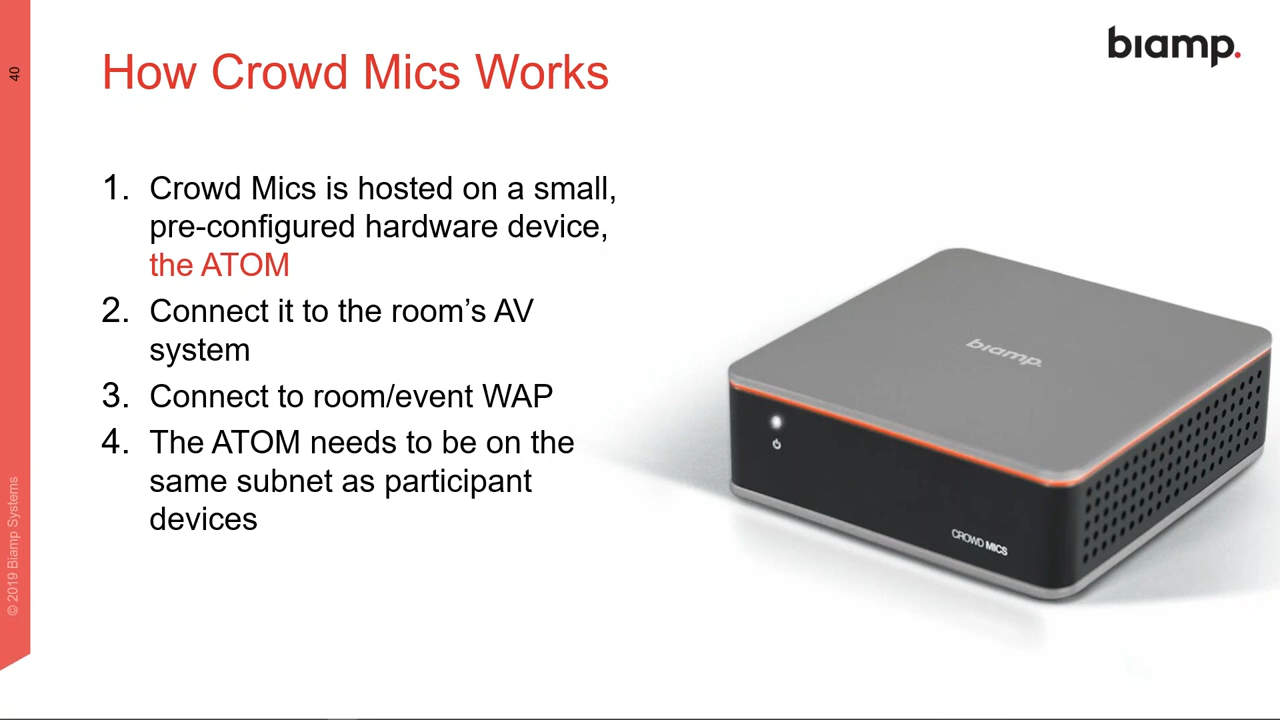 40
How Crowd Mics Works
biamp.
1. Crowd Mics is hosted on a small,
pre-configured hardware device,
the ATOM
2. Connect it to the room’s AV
system
3. Connect to room/event WAP
4. The ATOM needs to be on the
same subnet as participant
devices
biamp.
CROWD MICS
© 2019 Biamp Systems